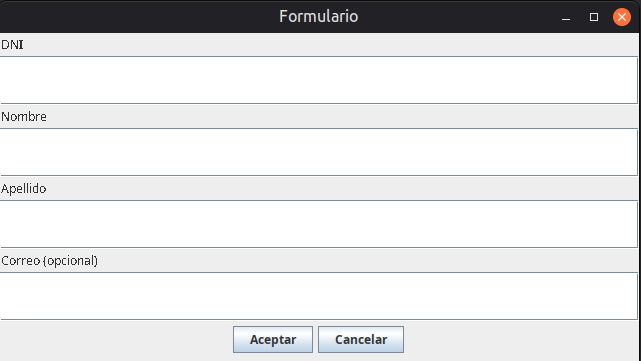 Formulario
DNI
Nombre
Apellido
Correo (opcional)
Aceptar Cancelar